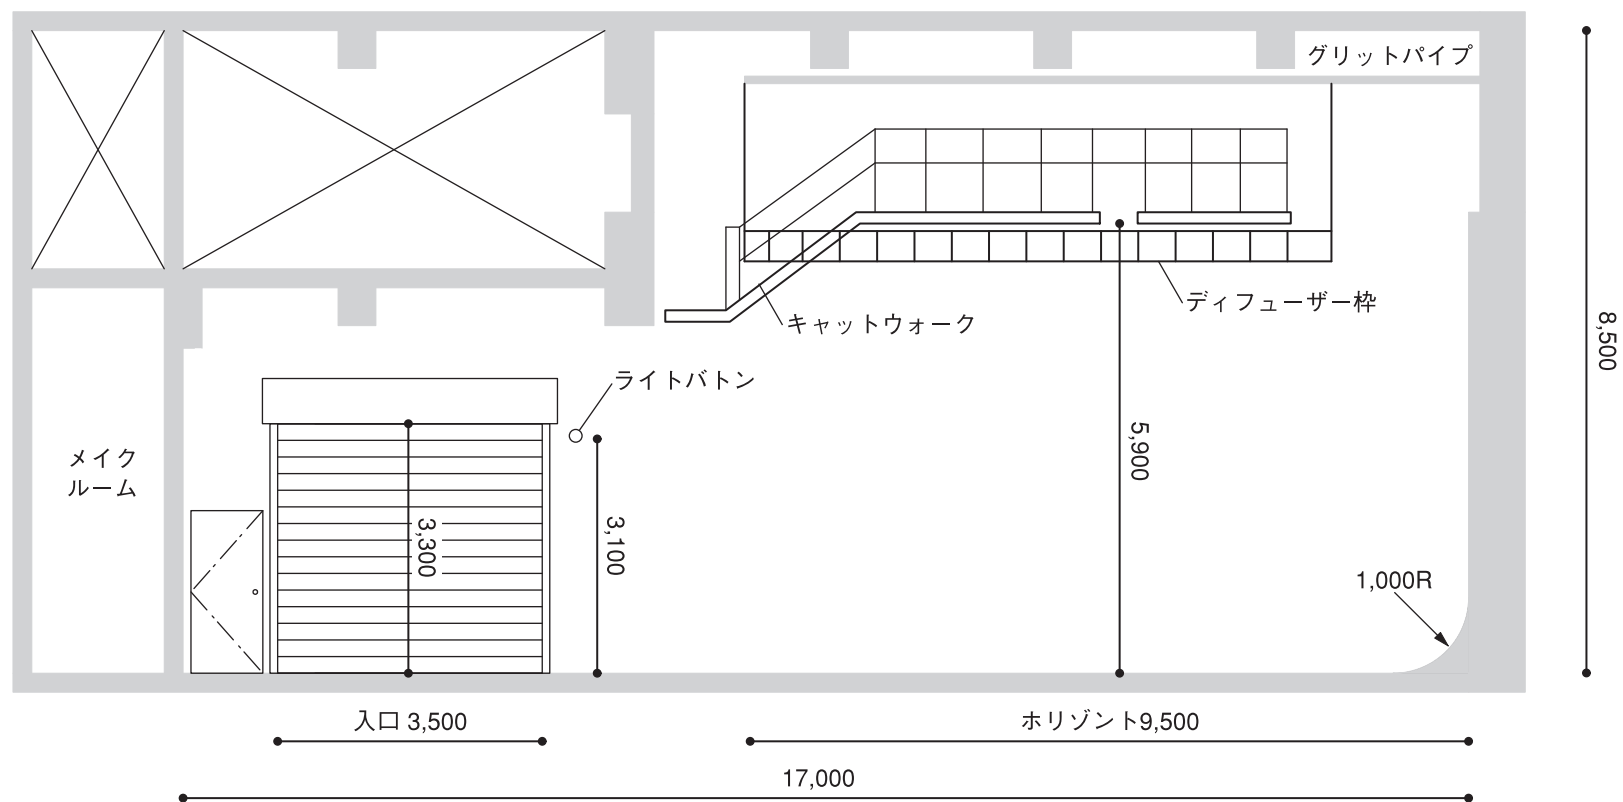 グリットパイプ
ディフューザー枠
キャットウォーク
8,500
ライトバトン
5,900
メイク
ルーム
3,300
3,100
1,000R
入口 3,500
ホリゾント9,500
17,000